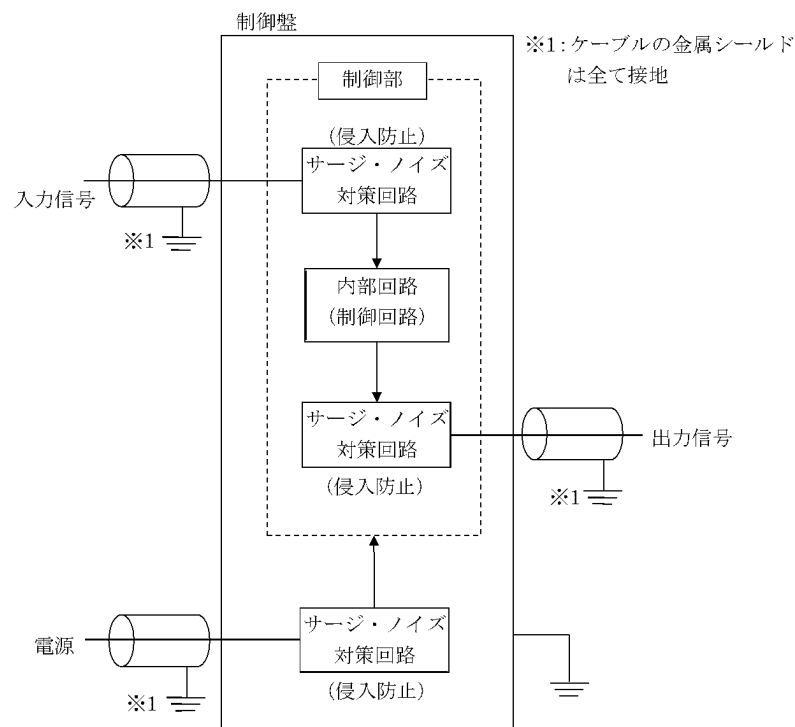 制御盤
※1:ケーブルの金属シールド
は全て接地
制御部
(侵入防止)
サージ・ノイズ
対策回路
入力信号
※1
内部回路
(制御回路)
サージ・ノイズ
対策回路
(侵入防止)
出力信号
※1
サージ・ノイズ
対策回路
(侵入防止)
電源
※1